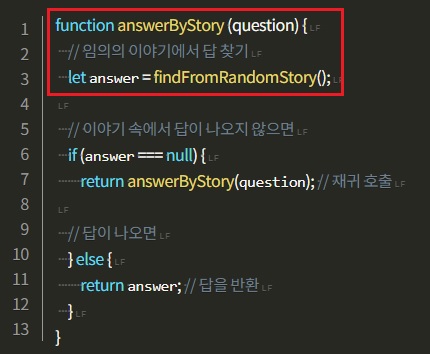 1 function answerByStory (question) { LF
2 ····// 임의의 이야기에서 답 찾기 LF
3 ····let answer = findFromRandomStory(); LF
4 LF
5 ····// 이야기 속에서 답이 나오지 않으면 LF
6 ····if (answer === null) { LF
7 ········return answerByStory(question); // 재귀 호출 LF
8 LF
9 ····// 답이 나오면 LF
10 ····} else { LF
11 ········return answer; // 답을 반환 LF
12 ····} LF
13 }